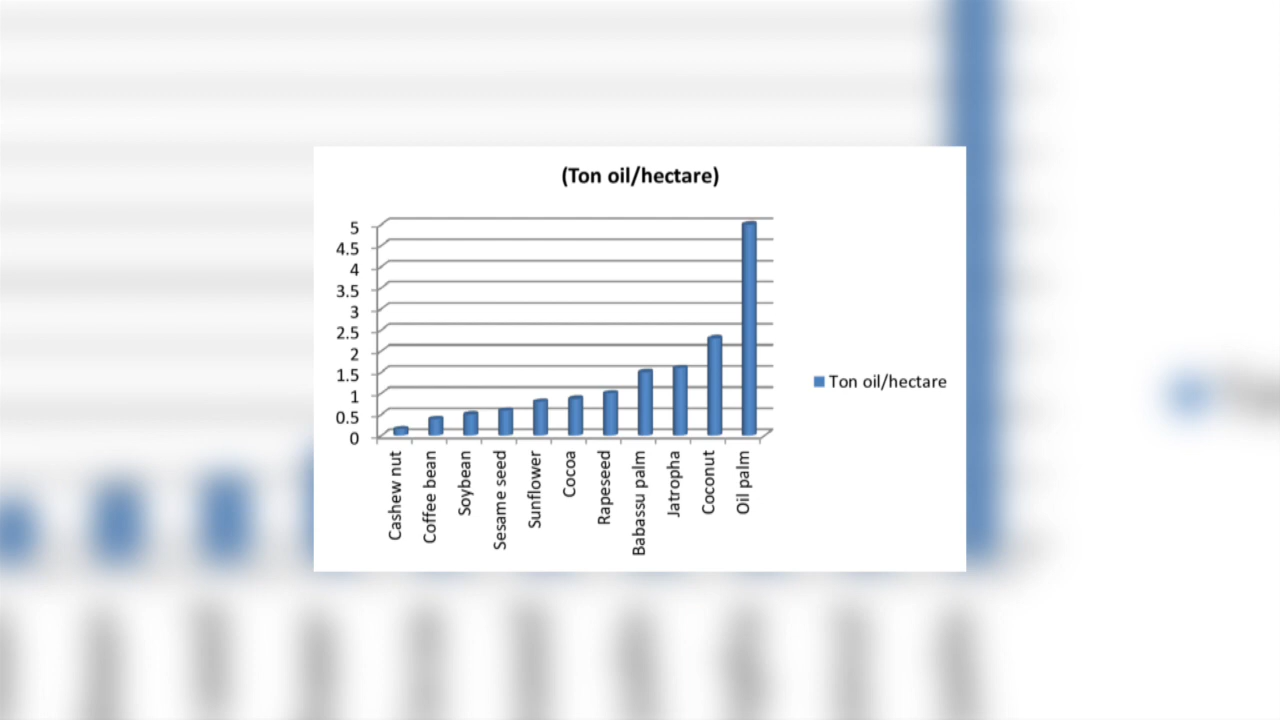 (Ton oil/hectare)
5
4.5
4
3.5
3
2.5
2
1.5
1
0.5
0
Cashew nut
Coffee bean
Soybean
Sesame seed
Sunflower
Cocoa
Rapeseed
Babassu palm
Jatropha
Coconut
Oil palm
Ton oil/hectare